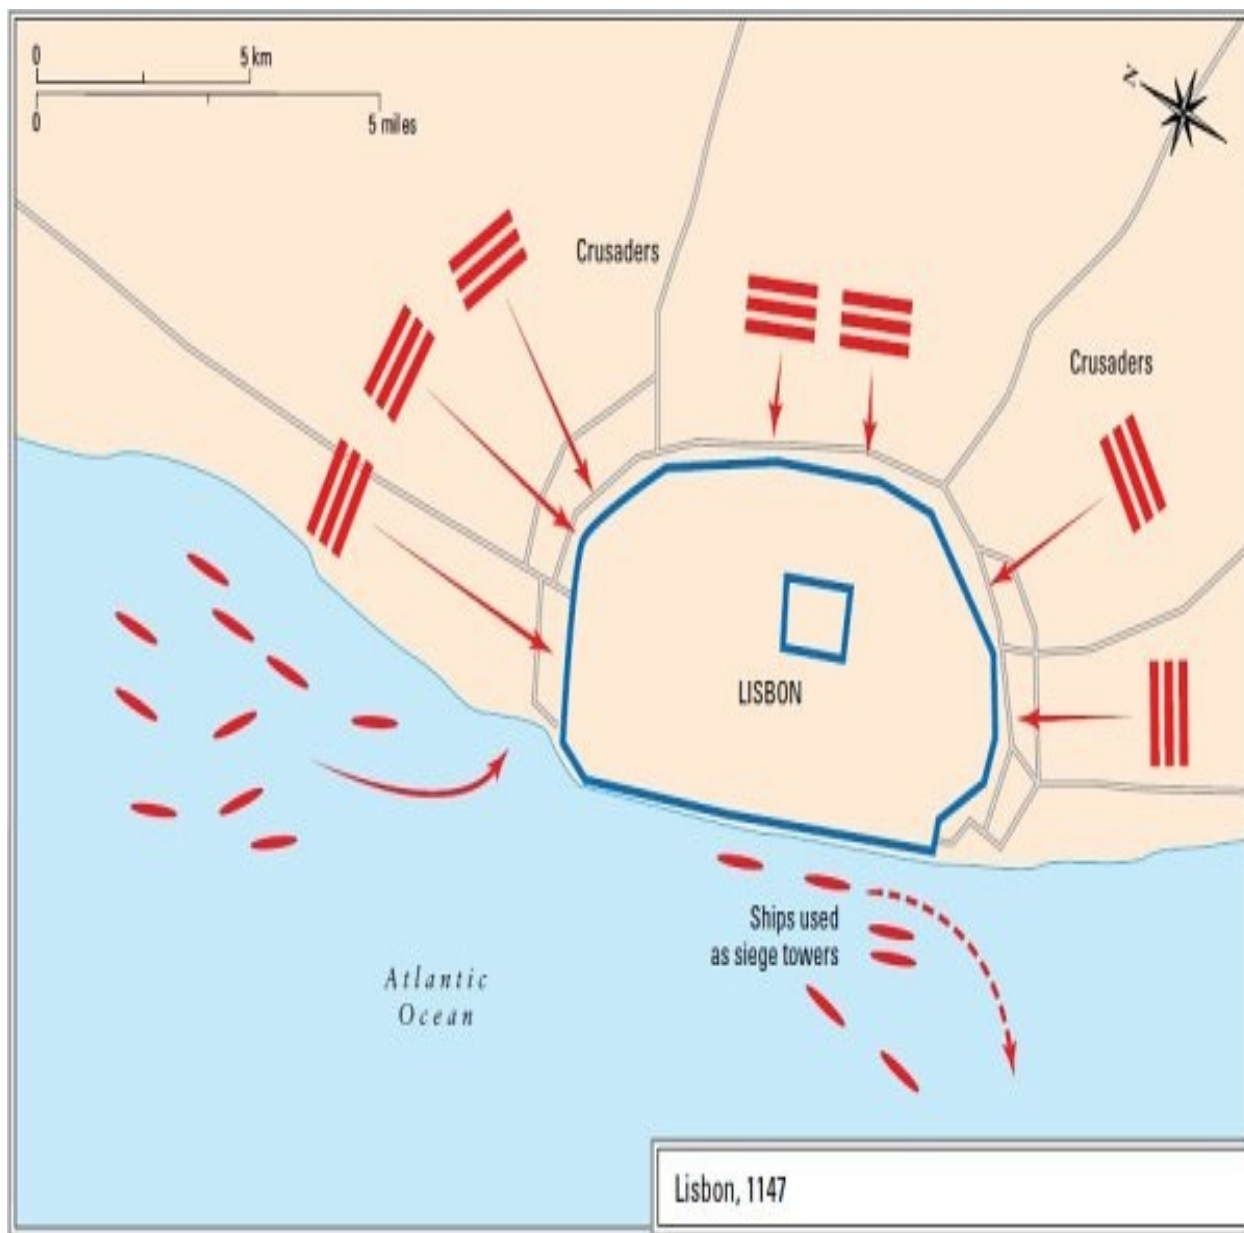 0 5 km
0 5 miles
N
Crusaders
Crusaders
LISBON
Ships used
as siege towers
Atlantic
Ocean
Lisbon, 1147